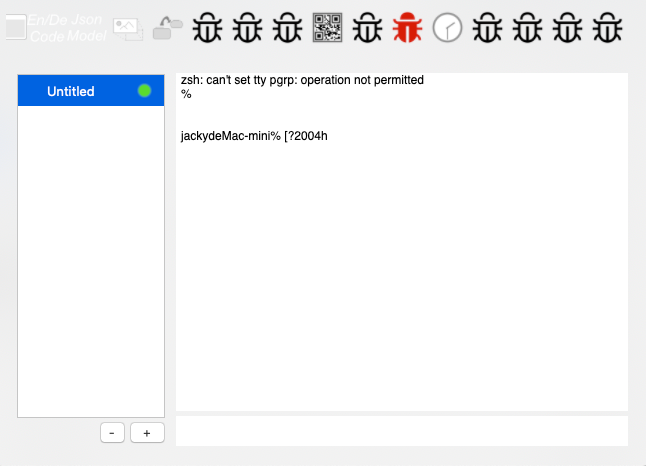 En/De Json
Code Model
Untitled
zsh: can't set tty pgrp: operation not permitted
%
jackydeMac-mini% [?2004h
- +